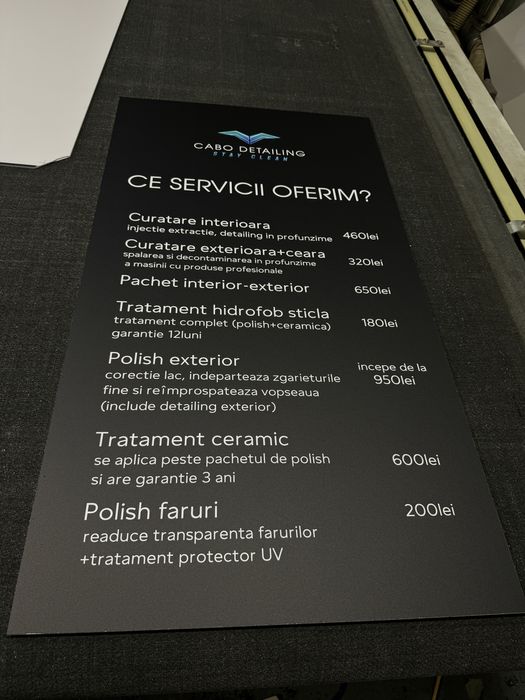 CABO DETAILING
STAY CLEAN
CE SERVICII OFERIM?
Curatare interioara
injectie extractie, detailing in profunzime 460lei
Curatare exterioara+ceara
spalarea si decontaminarea in profunzime 320lei
a masinii cu produse profesionale
Pachet interior-exterior 650lei
Tratament hidrofob sticla
tratament complet (polish+ceramica) 180lei
garantie 12luni
Polish exterior incepe de la
corectie lac, indeparteaza zgarieturile 950lei
fine si reîmprospateaza vopseaua
(include detailing exterior)
Tratament ceramic
se aplica peste pachetul de polish 600lei
si are garantie 3 ani
Polish faruri 200lei
readuce transparenta farurilor
+tratament protector UV